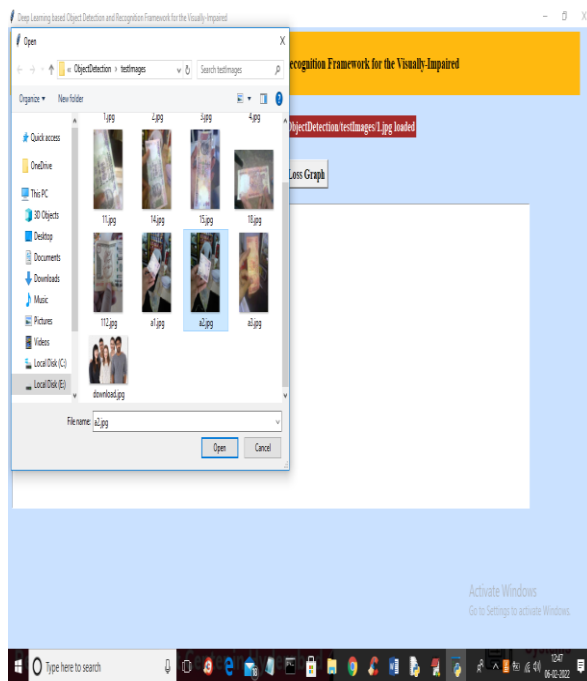 Deep Learning based Object Detection and Recognition Framework for the Visually-Impaired
Open
« ObjectDetection > testImages
Search testImages
Organize
New folder
Quick access
OneDrive
This PC
3D Objects
Desktop
Documents
Downloads
Music
Pictures
Videos
Local Disk (C:)
Local Disk (E:)
1.jpg 2.jpg 3.jpg 4.jpg
11.jpg 14.jpg 15.jpg 18.jpg
112.jpg a1.jpg a2.jpg a3.jpg
download.jpg
File name: a2.jpg
Open Cancel
ecognition Framework for the Visually-Impaired
ObjectDetection/testImages/1.jpg loaded
Loss Graph
Activate Windows
Go to Settings to activate Windows.
Type here to search
12:47
06-02-2022